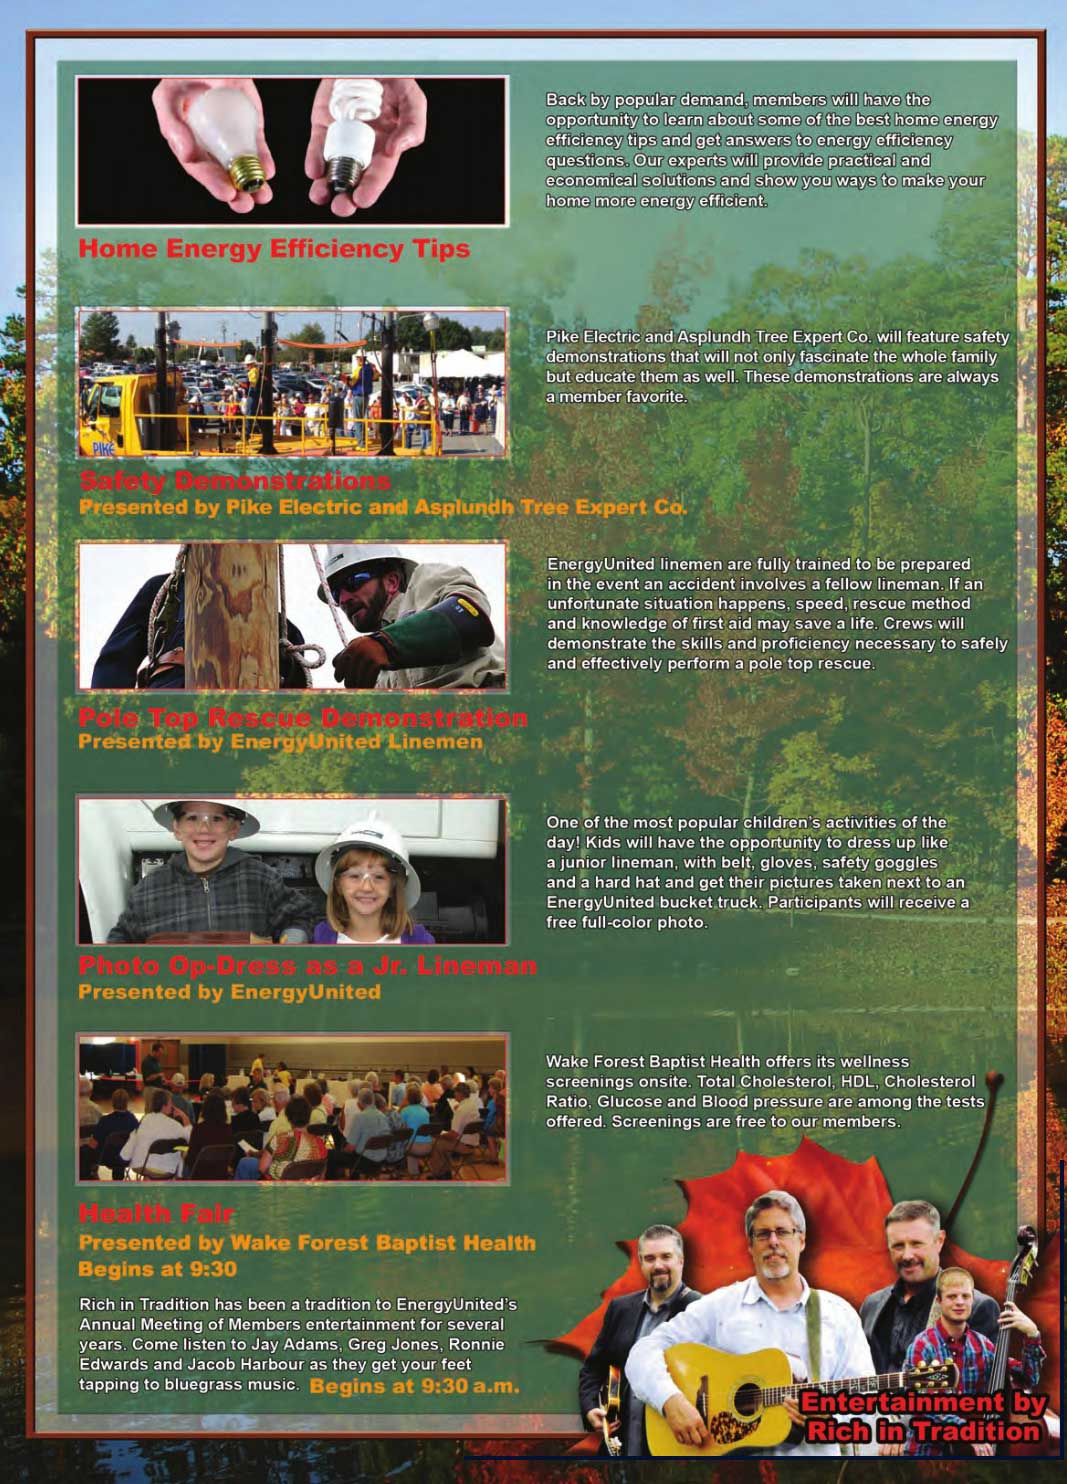 Back by popular demand, members will have the
opportunity to learn about some of the best home energy
efficiency tips and get answers to energy efficiency
questions. Our experts will provide practical and
economical solutions and show you ways to make your
home more energy efficient.
Home Energy Efficiency Tips
Pike Electric and Asplundh Tree Expert Co. will feature safety
demonstrations that will not only fascinate the whole family
but educate them as well. These demonstrations are always
a member favorite.
PIKE
Safety Demonstrations
Presented by Pike Electric and Asplundh Tree Expert Co.
EnergyUnited linemen are fully trained to be prepared
in the event an accident involves a fellow lineman. If an
unfortunate situation happens, speed, rescue method
and knowledge of first aid may save a life. Crews will
demonstrate the skills and proficiency necessary to safely
and effectively perform a pole top rescue.
Pole Top Rescue Demonstration
Presented by EnergyUnited Linemen
One of the most popular children's activities of the
day! Kids will have the opportunity to dress up like
a junior lineman, with belt, gloves, safety goggles
and a hard hat and get their pictures taken next to an
EnergyUnited bucket truck. Participants will receive a
free full-color photo.
Photo Op-Dress as a Jr. Lineman
Presented by EnergyUnited
Wake Forest Baptist Health offers its wellness
screenings onsite. Total Cholesterol, HDL, Cholesterol
Ratio, Glucose and Blood pressure are among the tests
offered. Screenings are free to our members.
Health Fair
Presented by Wake Forest Baptist Health
Begins at 9:30
Rich in Tradition has been a tradition to EnergyUnited's
Annual Meeting of Members entertainment for several
years. Come listen to Jay Adams, Greg Jones, Ronnie
Edwards and Jacob Harbour as they get your feet
tapping to bluegrass music. Begins at 9:30 a.m.
Entertainment by
Rich in Tradition